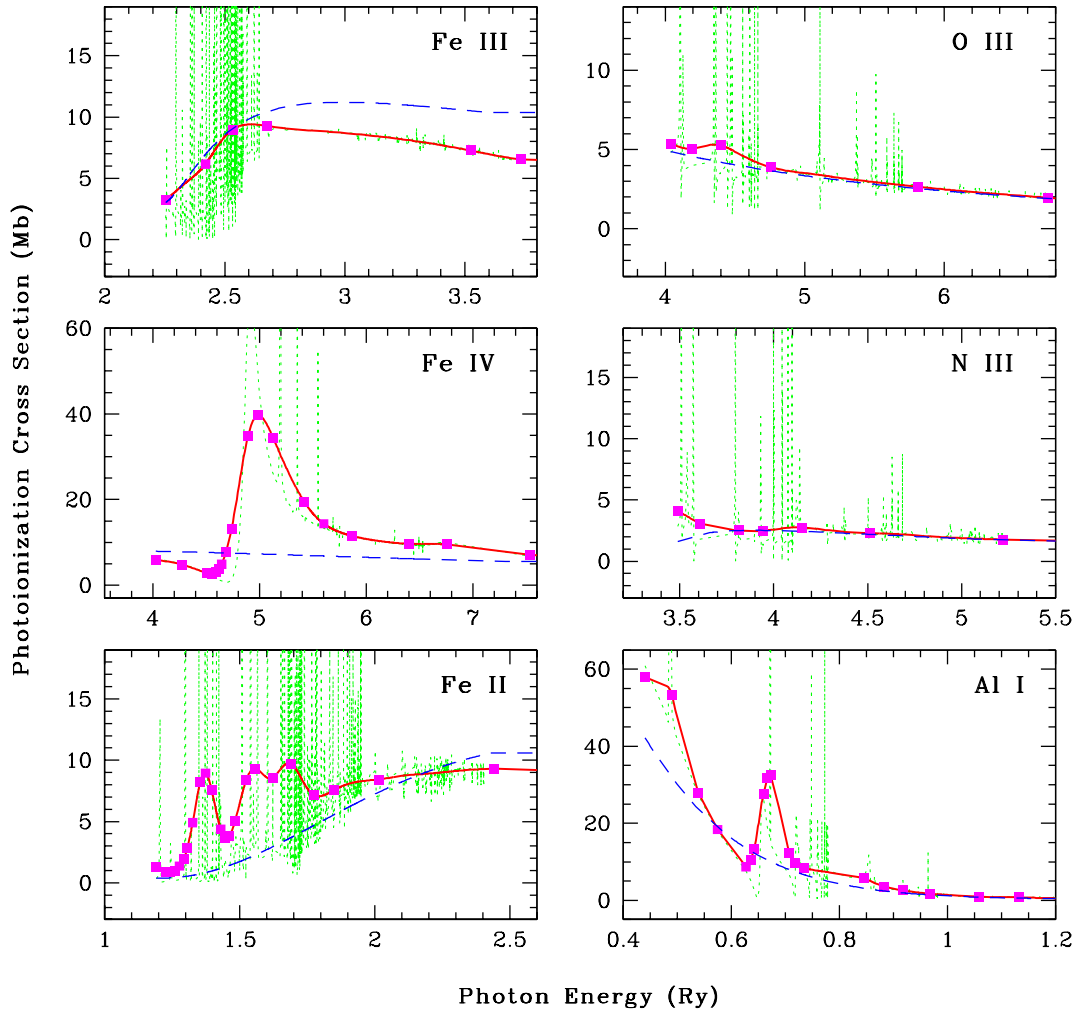 Photoionization Cross Section (Mb)
Fe III
15
10
5
0
2 2.5 3 3.5
O III
10
5
0
4 5 6
Fe IV
60
40
20
0
4 5 6 7
N III
15
10
5
0
3.5 4 4.5 5 5.5
Fe II
15
10
5
0
1 1.5 2 2.5
Al I
60
40
20
0
0.4 0.6 0.8 1 1.2
Photon Energy (Ry)